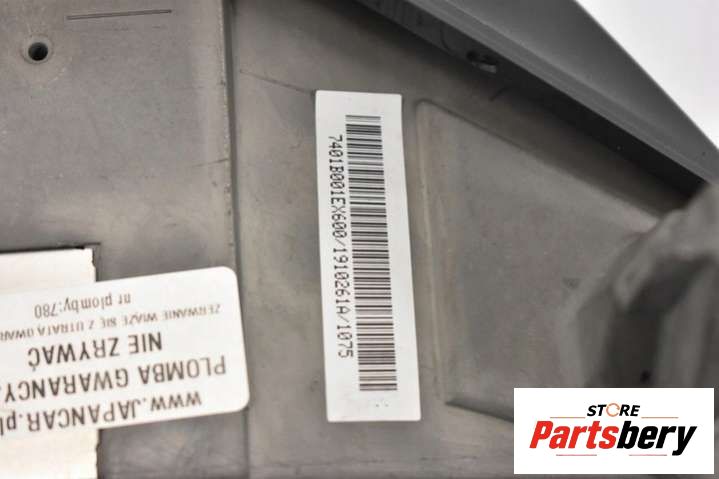 7401B001EX600/1910261A/1075
WWW.JAPANCAR.pl
PLOMBA GWARANCY
NIE ZRYWAĆ
ZERWANIE WIĄŻE SIĘ Z UTRATĄ GWAR
nr plomby:780
STORE
Partsbery